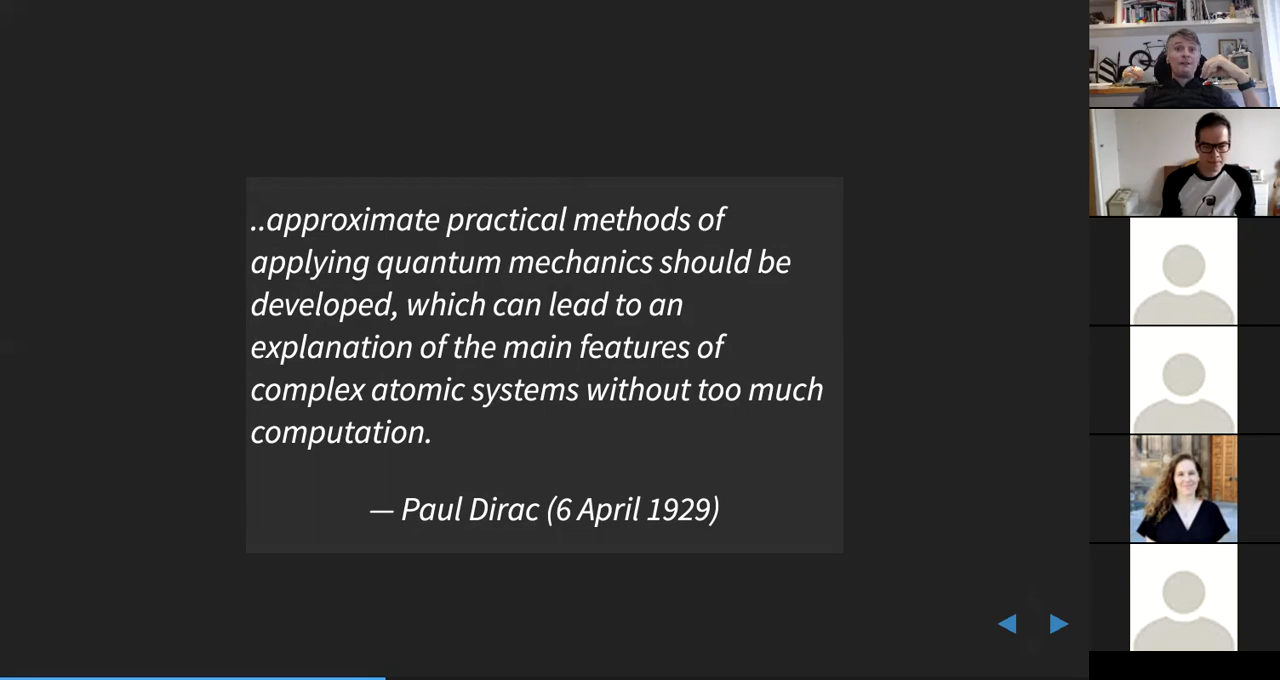 ..approximate practical methods of
applying quantum mechanics should be
developed, which can lead to an
explanation of the main features of
complex atomic systems without too much
computation.
— Paul Dirac (6 April 1929)